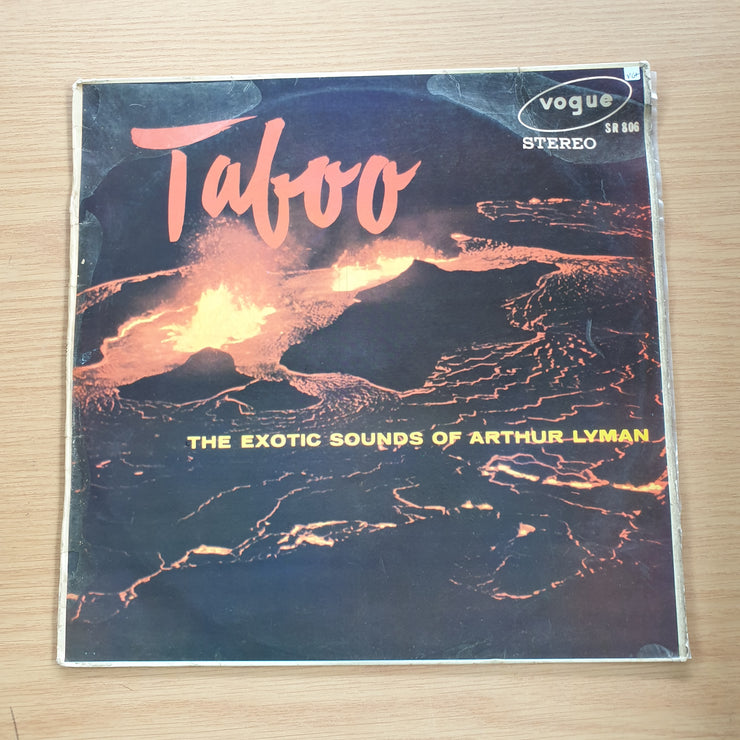 Taboo
vogue
STEREO
SR 806
THE EXOTIC SOUNDS OF ARTHUR LYMAN